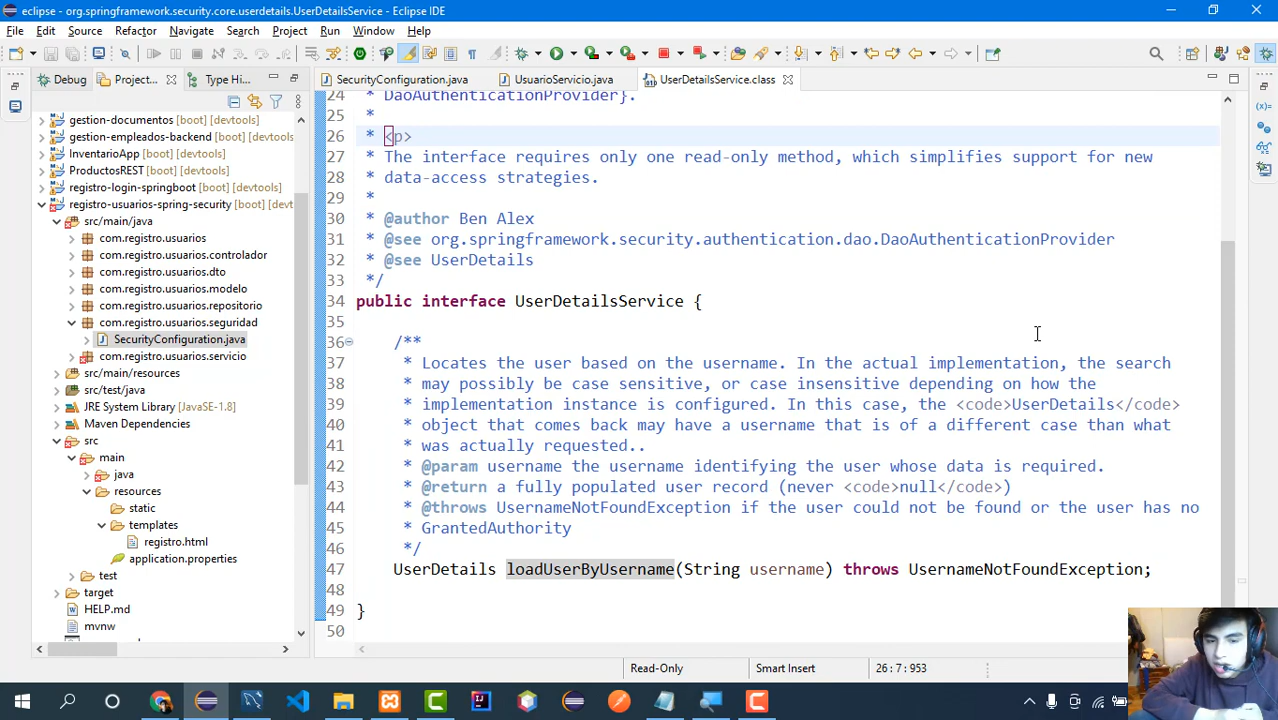 eclipse - org.springframework.security.core.userdetails.UserDetailsService - Eclipse IDE
File Edit Source Refactor Navigate Search Project Run Window Help
Debug Project... Type Hi... SecurityConfiguration.java UsuarioServicio.java UserDetailsService.class
gestion-documentos [boot] [devtools]
gestion-empleados-backend [boot]
InventarioApp [boot] [devtools]
ProductosREST [boot] [devtools]
registro-login-springboot [boot] [devtools]
registro-usuarios-spring-security [boot] [devt
src/main/java
com.registro.usuarios
com.registro.usuarios.controlador
com.registro.usuarios.dto
com.registro.usuarios.modelo
com.registro.usuarios.repositorio
com.registro.usuarios.seguridad
SecurityConfiguration.java
com.registro.usuarios.servicio
src/main/resources
src/test/java
JRE System Library [JavaSE-1.8]
Maven Dependencies
src
main
java
resources
static
templates
registro.html
application.properties
test
target
HELP.md
mvnw
24 * DaoAuthenticationProvider}.
25 *
26 * <p>
27 * The interface requires only one read-only method, which simplifies support for new
28 * data-access strategies.
29 *
30 * @author Ben Alex
31 * @see org.springframework.security.authentication.dao.DaoAuthenticationProvider
32 * @see UserDetails
33 */
34 public interface UserDetailsService {
35
36 /**
37 * Locates the user based on the username. In the actual implementation, the search
38 * may possibly be case sensitive, or case insensitive depending on how the
39 * implementation instance is configured. In this case, the <code>UserDetails</code>
40 * object that comes back may have a username that is of a different case than what
41 * was actually requested..
42 * @param username the username identifying the user whose data is required.
43 * @return a fully populated user record (never <code>null</code>)
44 * @throws UsernameNotFoundException if the user could not be found or the user has no
45 * GrantedAuthority
46 */
47 UserDetails loadUserByUsername(String username) throws UsernameNotFoundException;
48
49 }
50
Read-Only Smart Insert 26 : 7 : 953